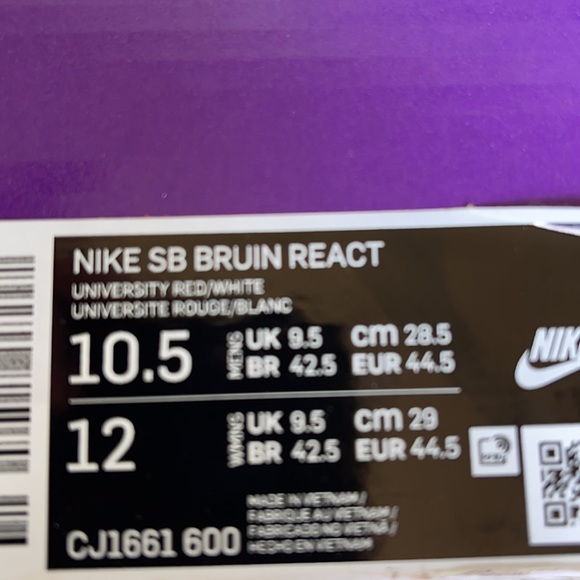 NIKE SB BRUIN REACT
UNIVERSITY RED/WHITE
UNIVERSITE ROUGE/BLANC
10.5 MENS UK 9.5 cm 28.5
BR 42.5 EUR 44.5
NIK
12 WMNS UK 9.5 cm 29
BR 42.5 EUR 44.5
CJ1661 600
MADE IN VIETNAM /
FABRIQUE AU VIETNAM /
FABRICADO NO VIETNÃ /
HECHO EN VIETNAM